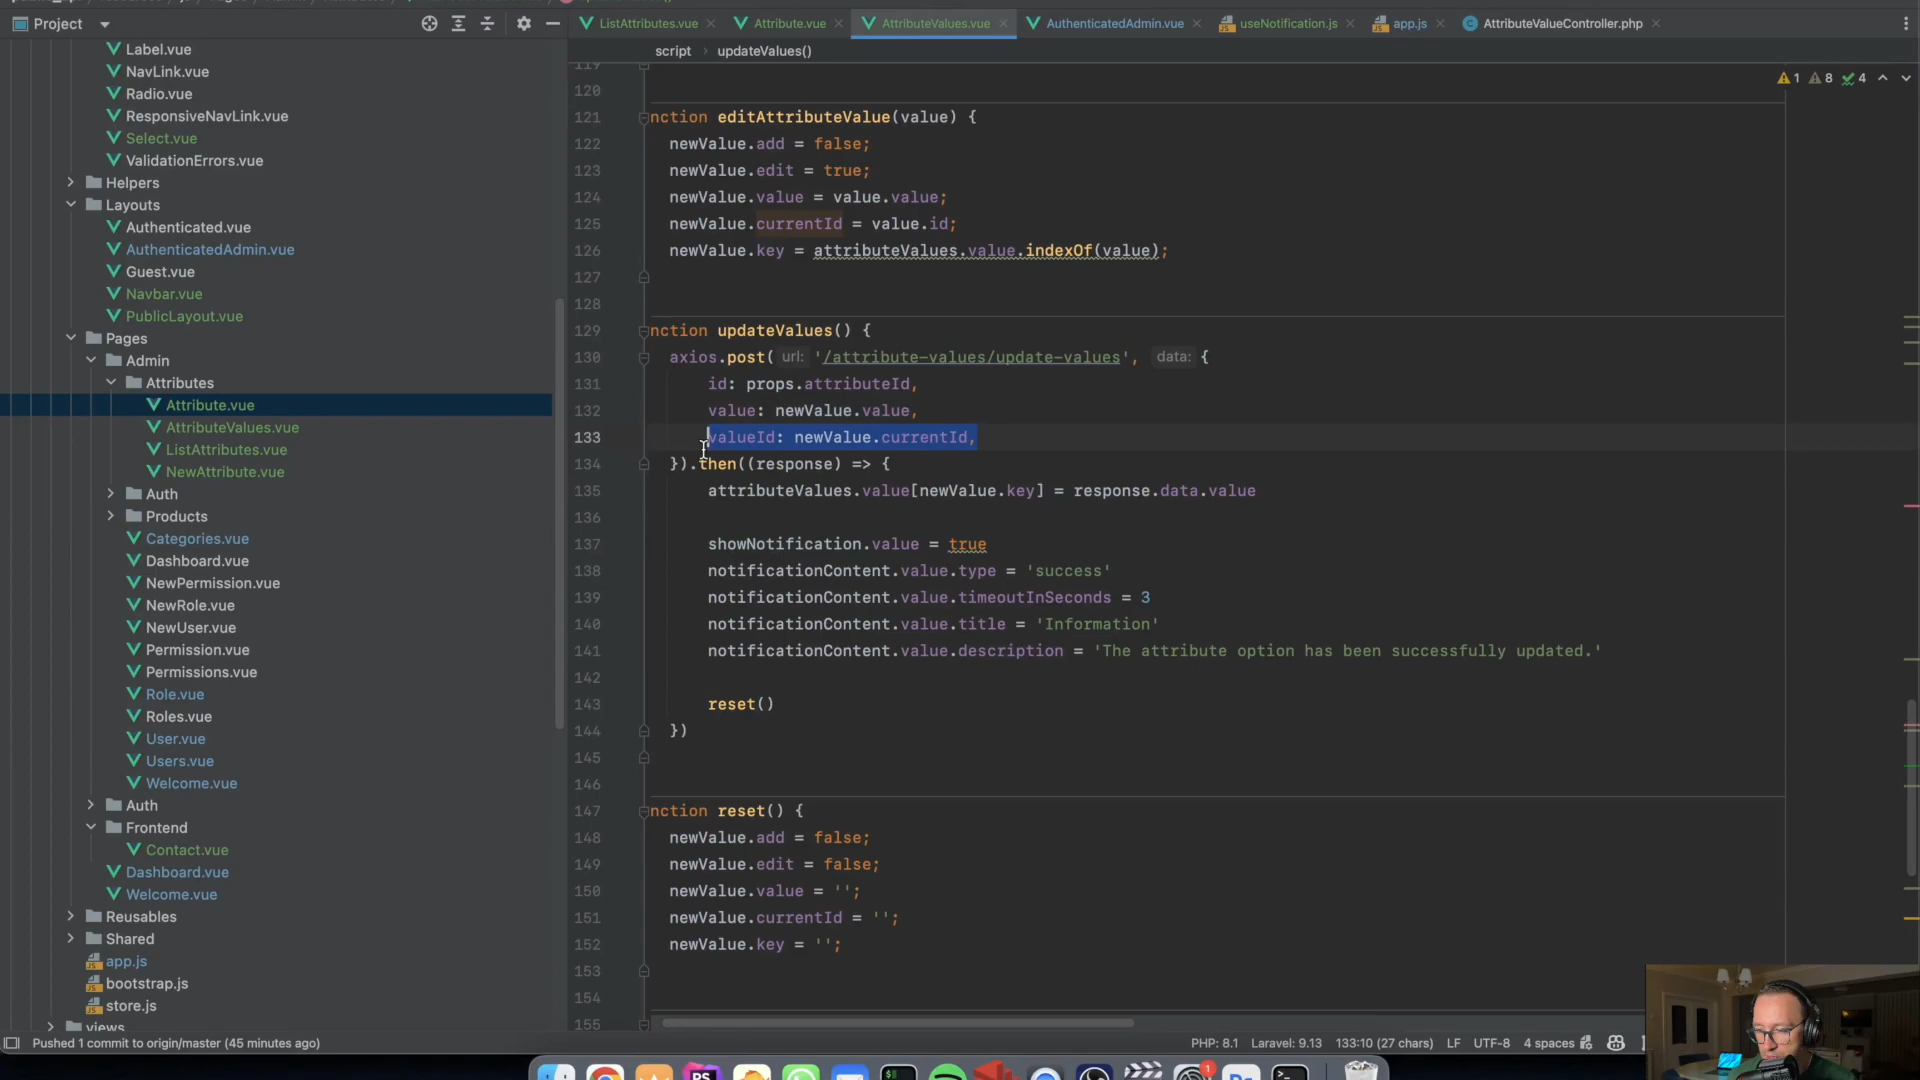 Project
ListAttributes.vue
Attribute.vue
AttributeValues.vue
AuthenticatedAdmin.vue
useNotification.js
app.js
AttributeValueController.php
script > updateValues()
1 8 4
Label.vue
NavLink.vue
Radio.vue
ResponsiveNavLink.vue
Select.vue
ValidationErrors.vue
Helpers
Layouts
Authenticated.vue
AuthenticatedAdmin.vue
Guest.vue
Navbar.vue
PublicLayout.vue
Pages
Admin
Attributes
Attribute.vue
AttributeValues.vue
ListAttributes.vue
NewAttribute.vue
Auth
Products
Categories.vue
Dashboard.vue
NewPermission.vue
NewRole.vue
NewUser.vue
Permission.vue
Permissions.vue
Role.vue
Roles.vue
User.vue
Users.vue
Welcome.vue
Auth
Frontend
Contact.vue
Dashboard.vue
Welcome.vue
Reusables
Shared
app.js
bootstrap.js
store.js
views
119
120
121 nction editAttributeValue(value) {
122 newValue.add = false;
123 newValue.edit = true;
124 newValue.value = value.value;
125 newValue.currentId = value.id;
126 newValue.key = attributeValues.value.indexOf(value);
127
128
129 nction updateValues() {
130 axios.post( url: '/attribute-values/update-values', data: {
131 id: props.attributeId,
132 value: newValue.value,
133 valueId: newValue.currentId,
134 }).then((response) => {
135 attributeValues.value[newValue.key] = response.data.value
136
137 showNotification.value = true
138 notificationContent.value.type = 'success'
139 notificationContent.value.timeoutInSeconds = 3
140 notificationContent.value.title = 'Information'
141 notificationContent.value.description = 'The attribute option has been successfully updated.'
142
143 reset()
144 })
145
146
147 nction reset() {
148 newValue.add = false;
149 newValue.edit = false;
150 newValue.value = '';
151 newValue.currentId = '';
152 newValue.key = '';
153
154
155
Pushed 1 commit to origin/master (45 minutes ago)
PHP: 8.1 Laravel: 9.13 133:10 (27 chars) LF UTF-8 4 spaces
PS
1